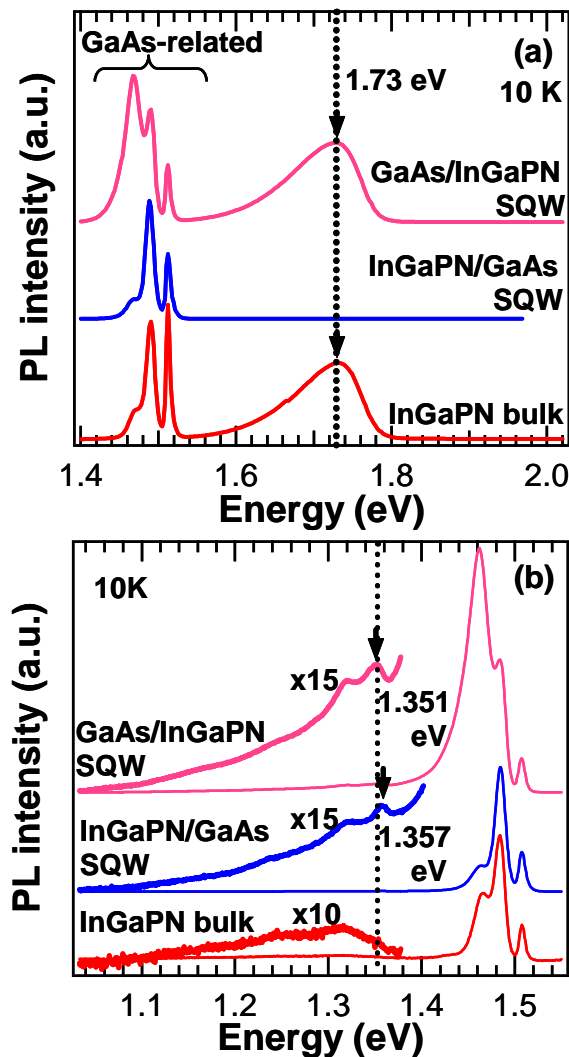 GaAs-related
(a)
1.73 eV
10 K
GaAs/InGaPN
SQW
InGaPN/GaAs
SQW
InGaPN bulk
PL intensity (a.u.)
1.4
1.6
1.8
2.0
Energy (eV)
(b)
10K
x15
1.351
eV
GaAs/InGaPN
SQW
x15
1.357
eV
InGaPN/GaAs
SQW
InGaPN bulk
x10
PL intensity (a.u.)
1.1
1.2
1.3
1.4
1.5
Energy (eV)